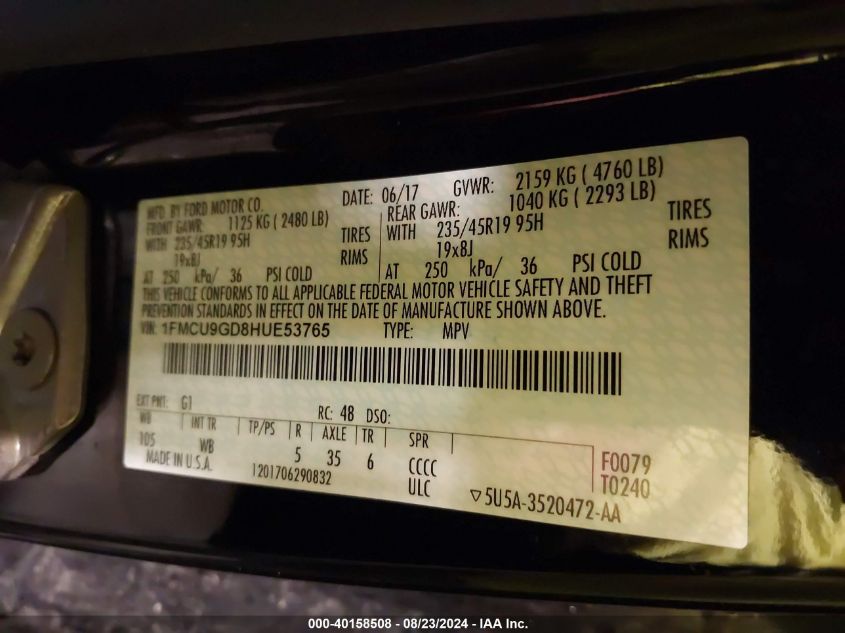 MFD. BY FORD MOTOR CO. DATE: 06/17 GVWR: 2159 KG ( 4760 LB)
FRONT GAWR: 1125 KG ( 2480 LB) REAR GAWR: 1040 KG ( 2293 LB)
WITH 235/45R19 95H TIRES WITH 235/45R19 95H TIRES
19x8J RIMS 19x8J RIMS
AT 250 kPa/ 36 PSI COLD AT 250 kPa/ 36 PSI COLD
THIS VEHICLE CONFORMS TO ALL APPLICABLE FEDERAL MOTOR VEHICLE SAFETY AND THEFT
PREVENTION STANDARDS IN EFFECT ON THE DATE OF MANUFACTURE SHOWN ABOVE.
VIN: 1FMCU9GD8HUE53765 TYPE: MPV
EXT PNT: G1 RC: 48 DSO:
WB INT TR TP/PS R AXLE TR SPR
105 WB 5 35 6 CCCC F0079
MADE IN U.S.A. 1201706290832 ULC T0240
▽5U5A-3520472-AA
000-40158508 - 08/23/2024 - IAA Inc.